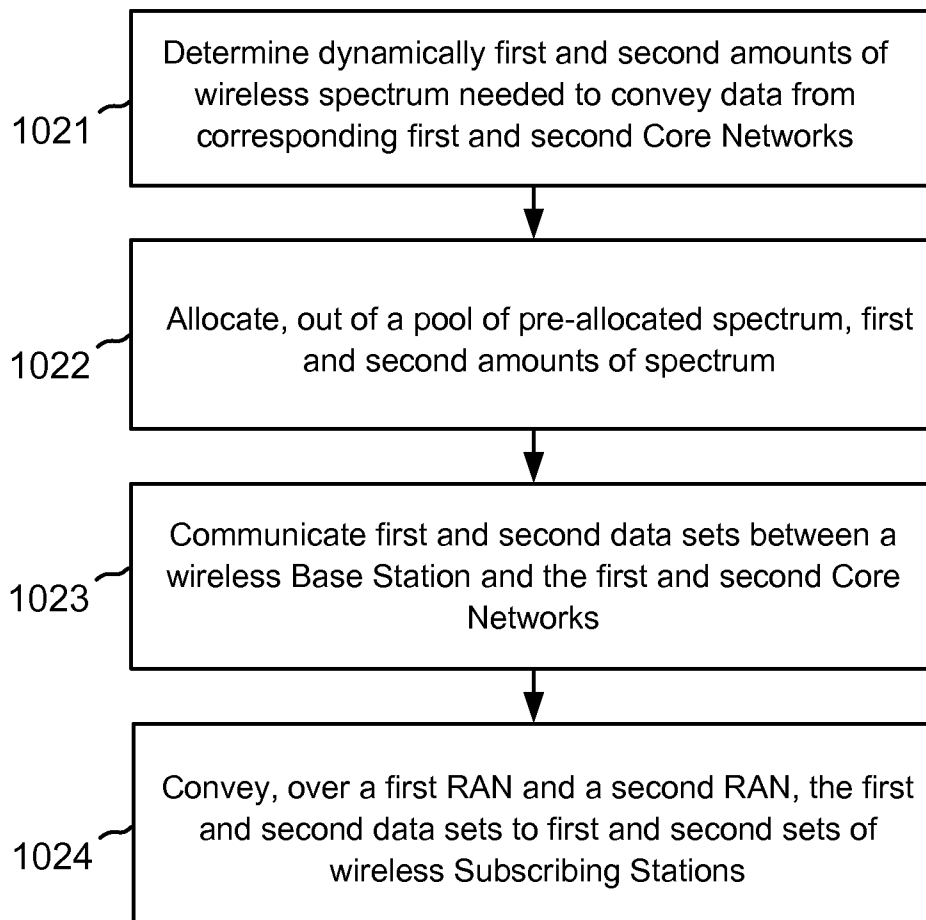 Determine dynamically first and second amounts of
wireless spectrum needed to convey data from
corresponding first and second Core Networks
1021
Allocate, out of a pool of pre-allocated spectrum, first
and second amounts of spectrum
1022
Communicate first and second data sets between a
wireless Base Station and the first and second Core
Networks
1023
Convey, over a first RAN and a second RAN, the first
and second data sets to first and second sets of
wireless Subscribing Stations
1024